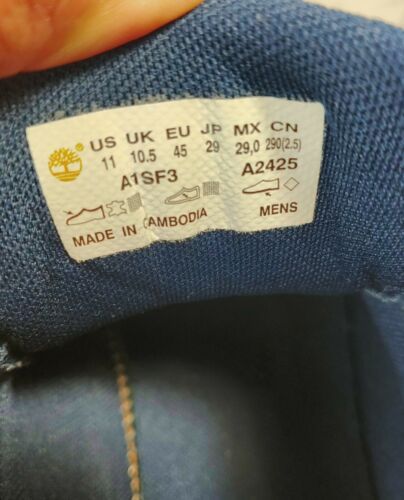 US UK EU JP MX CN
11 10.5 45 29 29,0 290(2.5)
A1SF3 A2425
MADE IN CAMBODIA MENS